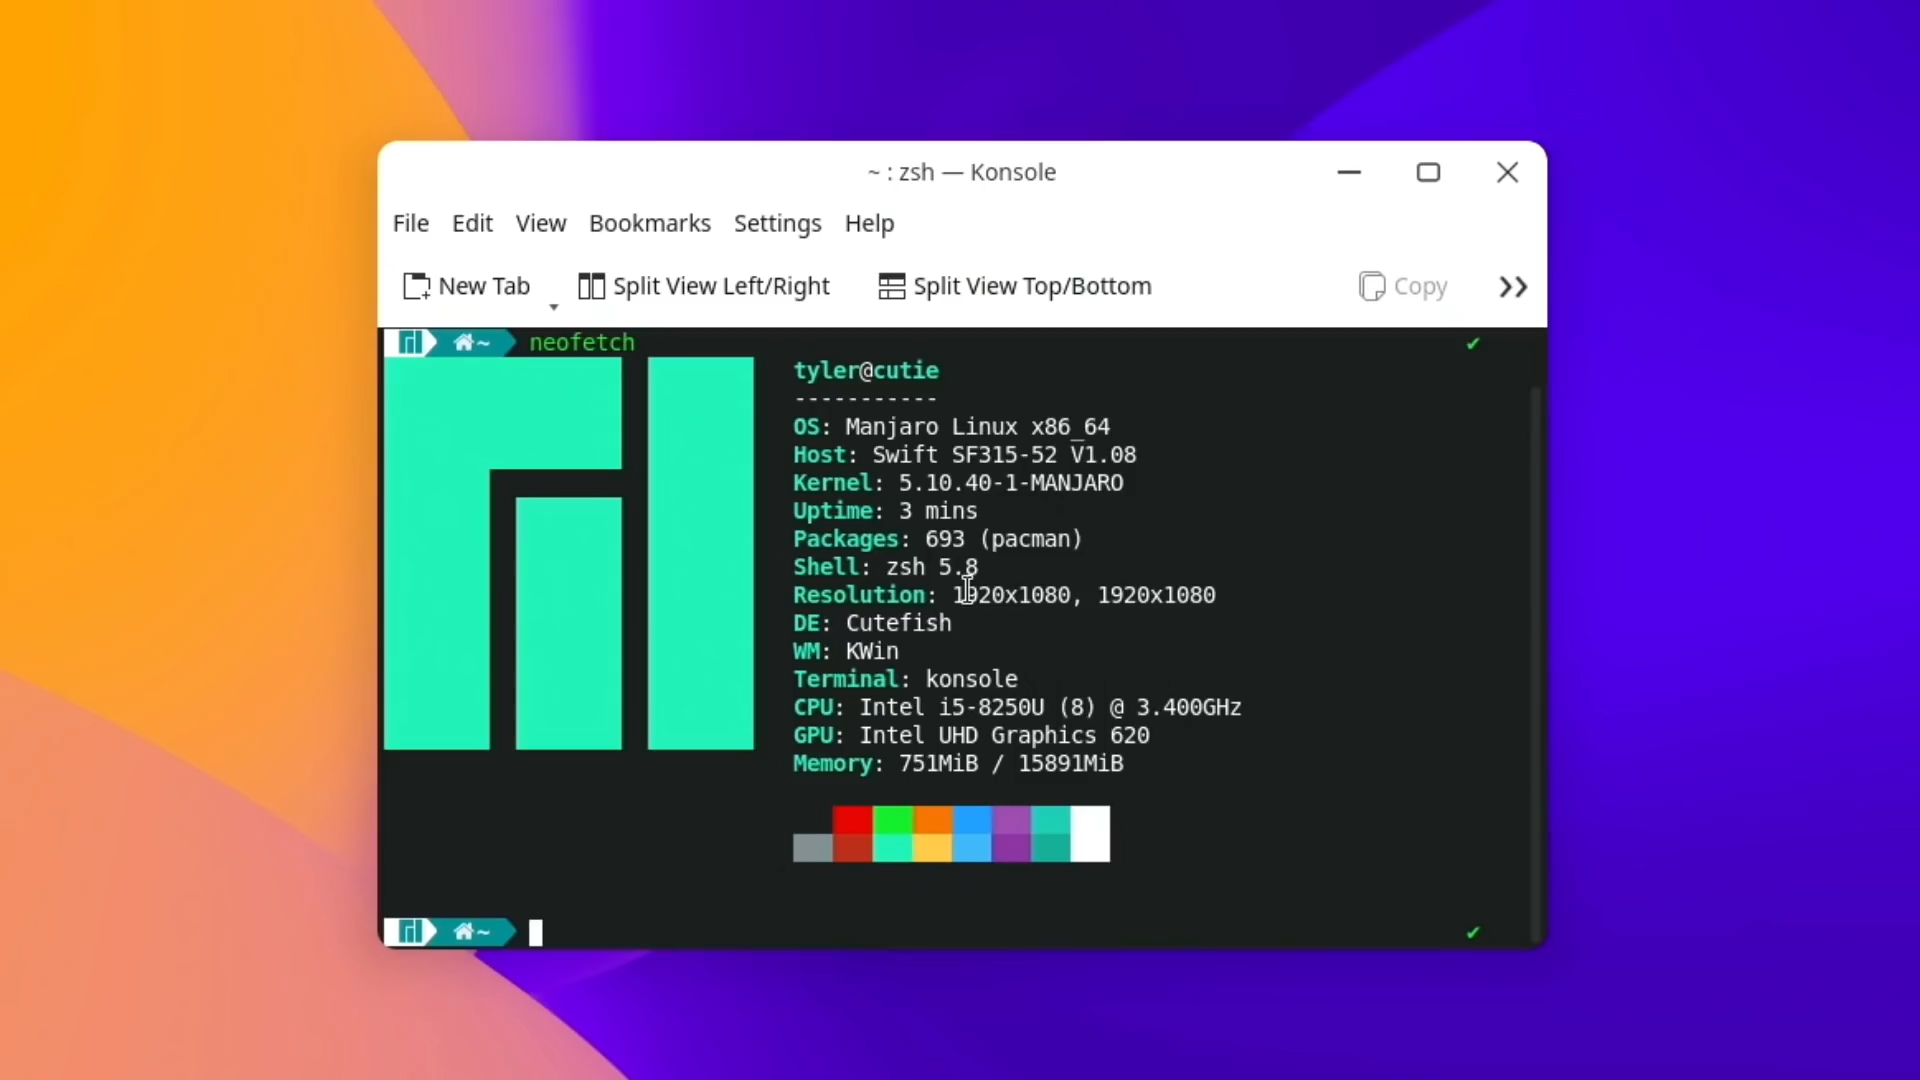 ~ : zsh — Konsole
File Edit View Bookmarks Settings Help
New Tab Split View Left/Right Split View Top/Bottom Copy
~ neofetch
tyler@cutie
-----------
OS: Manjaro Linux x86_64
Host: Swift SF315-52 V1.08
Kernel: 5.10.40-1-MANJARO
Uptime: 3 mins
Packages: 693 (pacman)
Shell: zsh 5.8
Resolution: 1920x1080, 1920x1080
DE: Cutefish
WM: KWin
Terminal: konsole
CPU: Intel i5-8250U (8) @ 3.400GHz
GPU: Intel UHD Graphics 620
Memory: 751MiB / 15891MiB
~